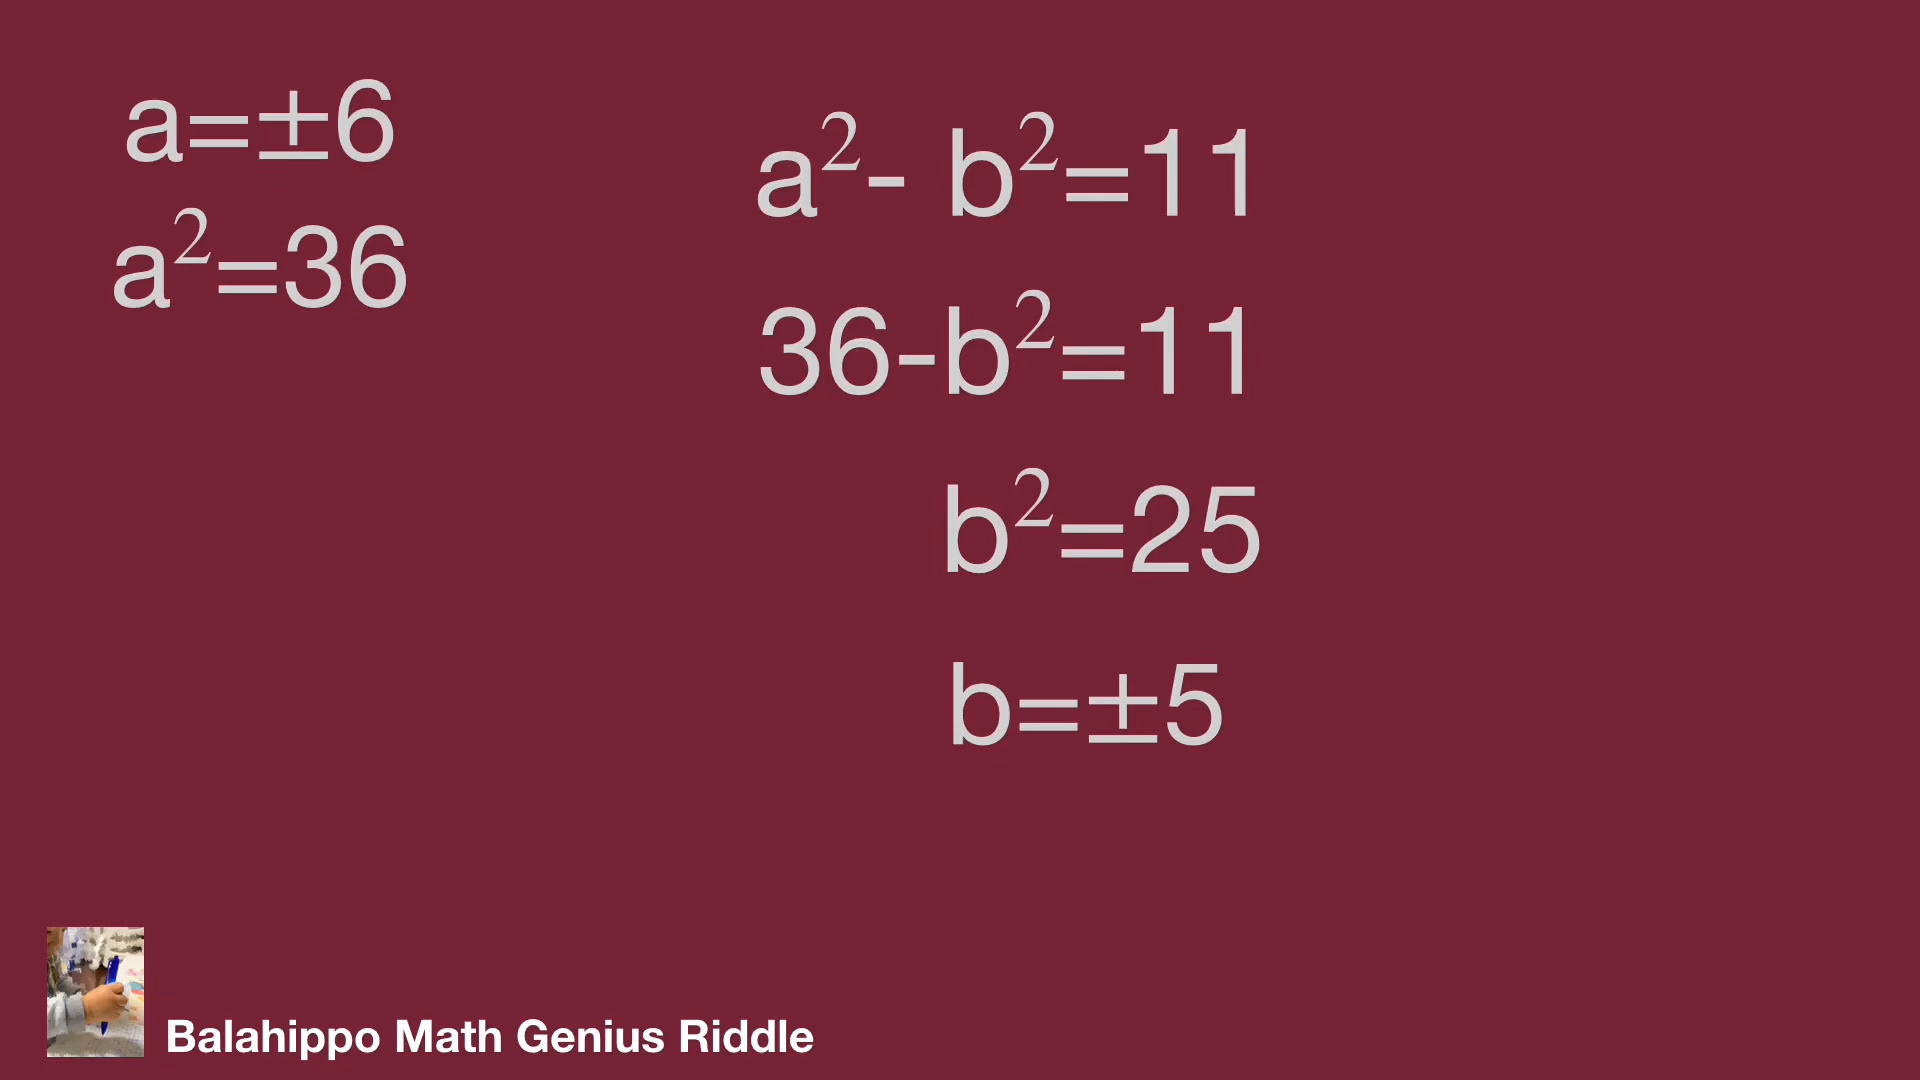 a=±6
a²=36
a²- b²=11
36-b²=11
b²=25
b=±5
Balahippo Math Genius Riddle